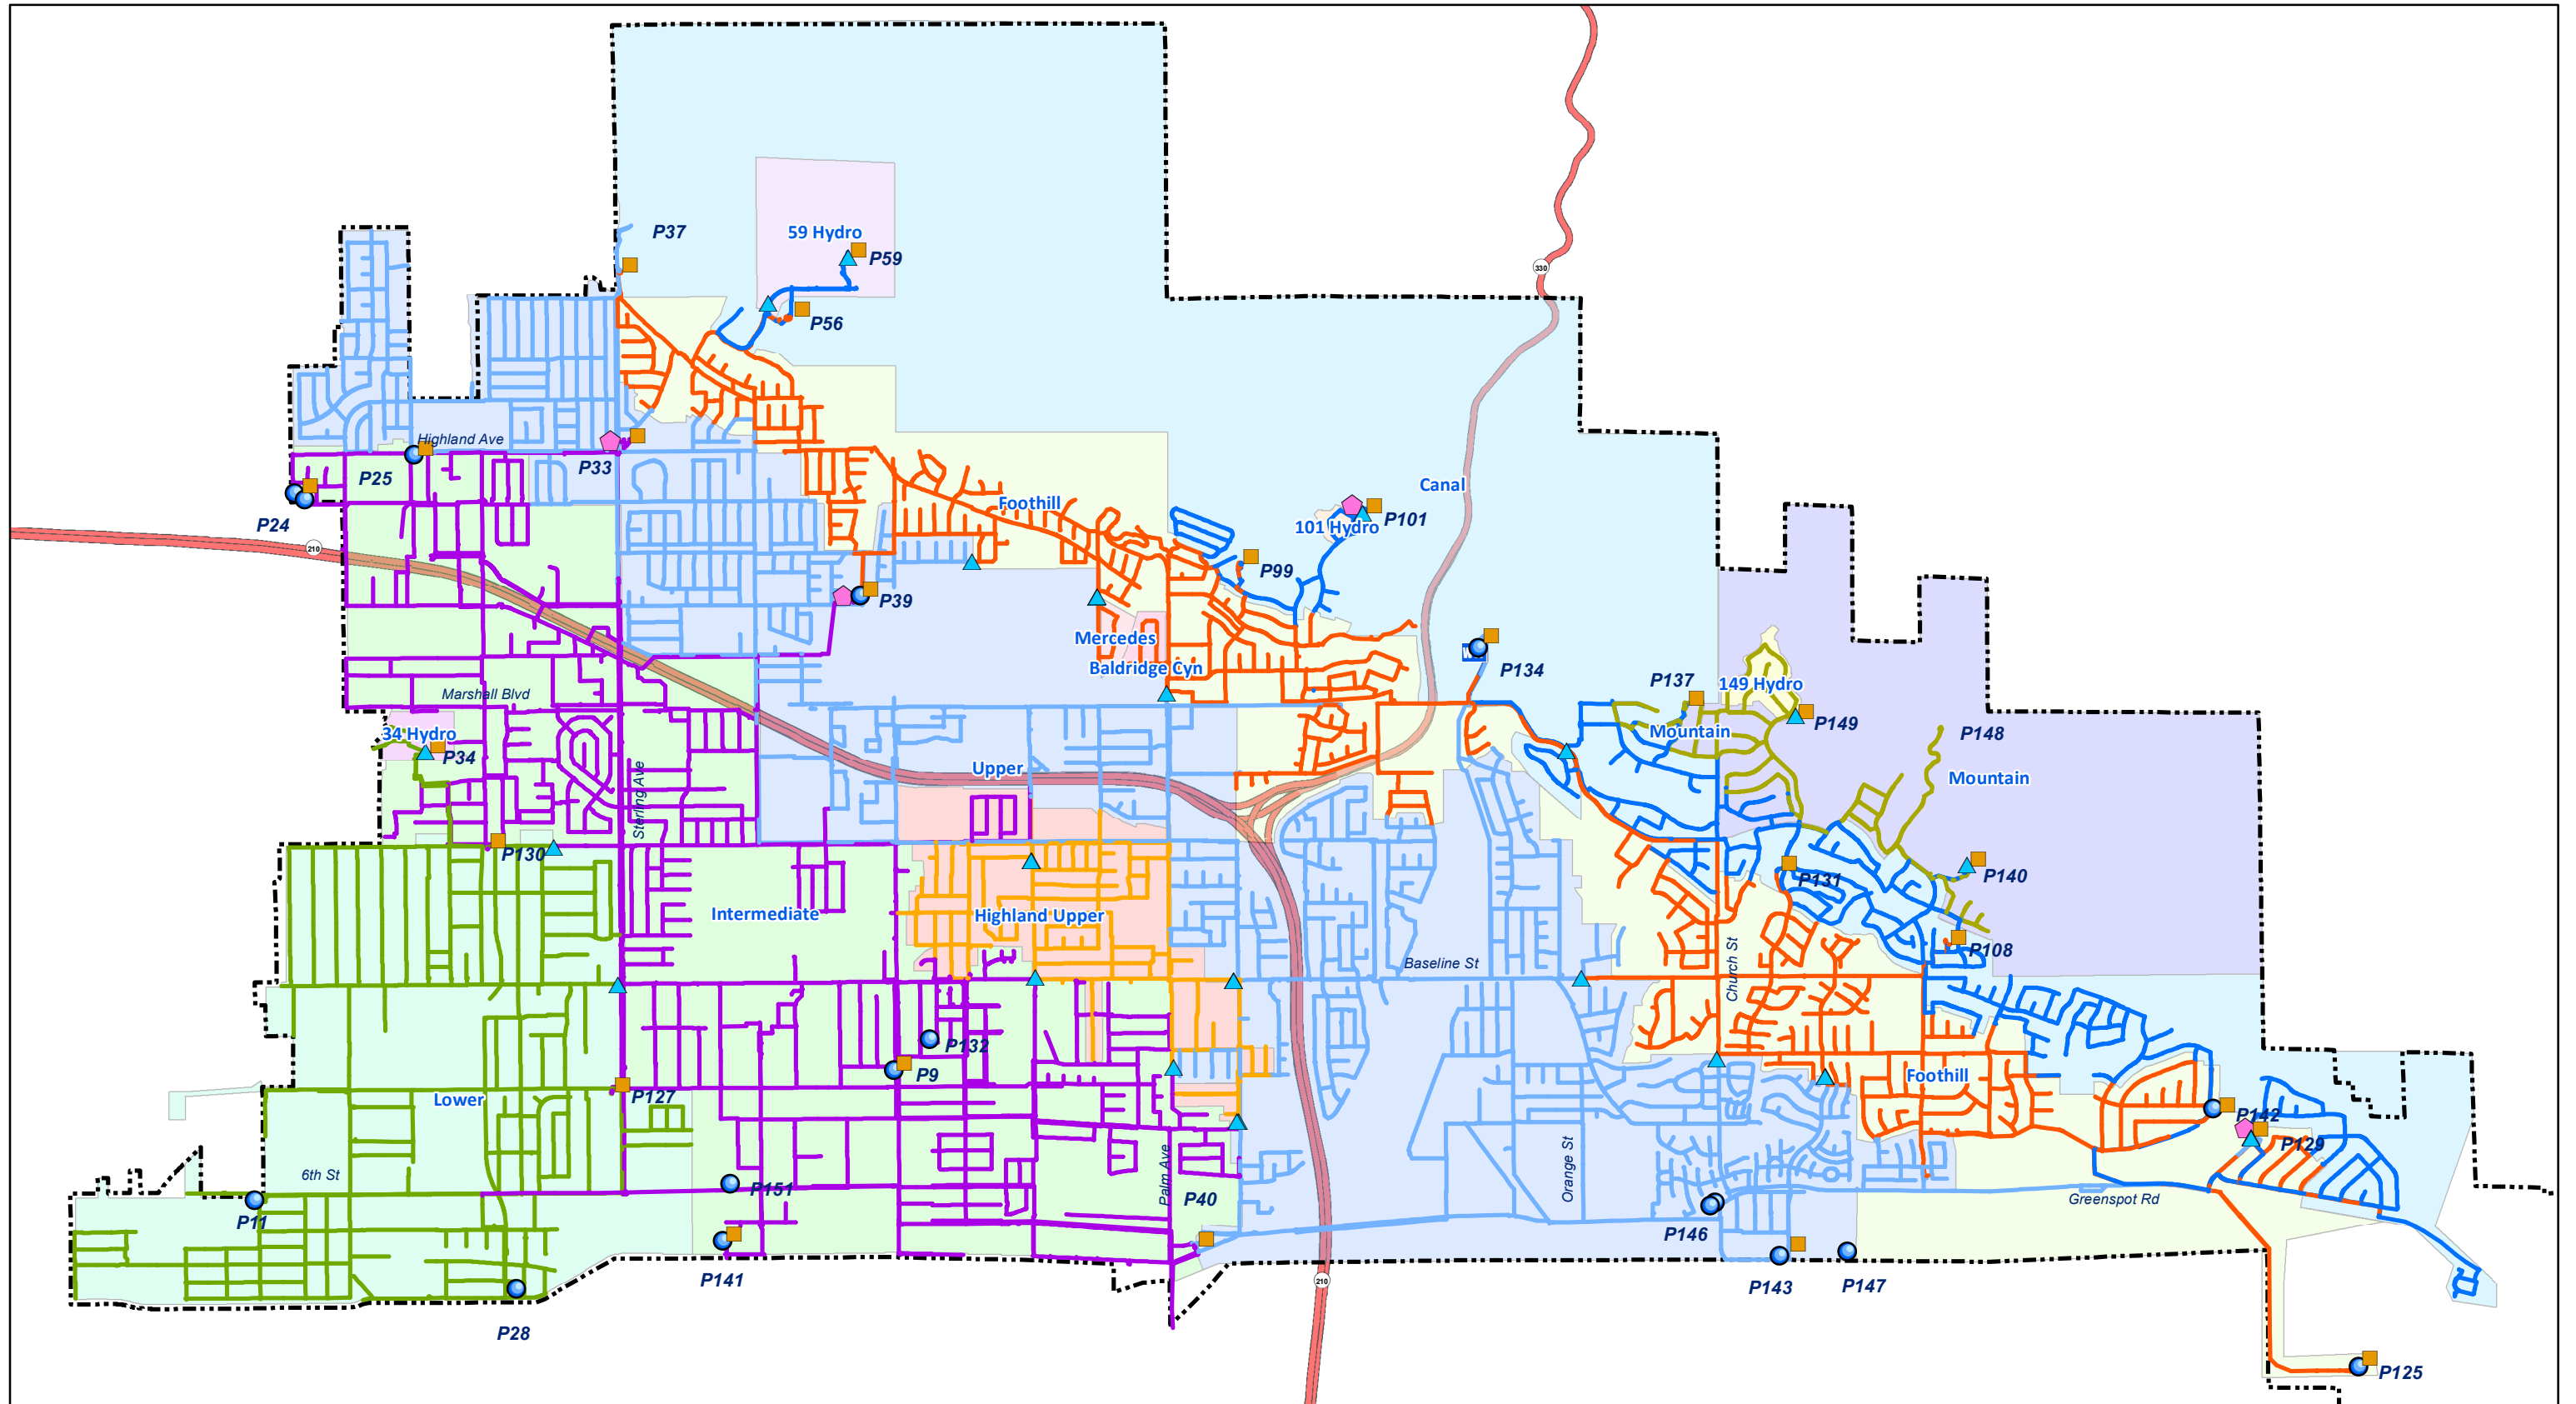 P37
59 Hydro
P59
330
P56
Highland Ave
P33
P25
Canal
Foothill
P101
101 Hydro
P24
210
P99
P39
Mercedes
Baldridge Cyn
P134
P137
149 Hydro
Marshall Blvd
P149
34 Hydro
Mountain
P148
P34
Upper
Mountain
Sterling Ave
P130
P131
P140
Intermediate
Highland Upper
P108
Baseline St
Church St
P132
P9
Foothill
P127
Lower
P142
P129
6th St
Orange St
Palm Ave
P151
P40
Greenspot Rd
P11
P146
P141
210
P143
P147
P28
P125